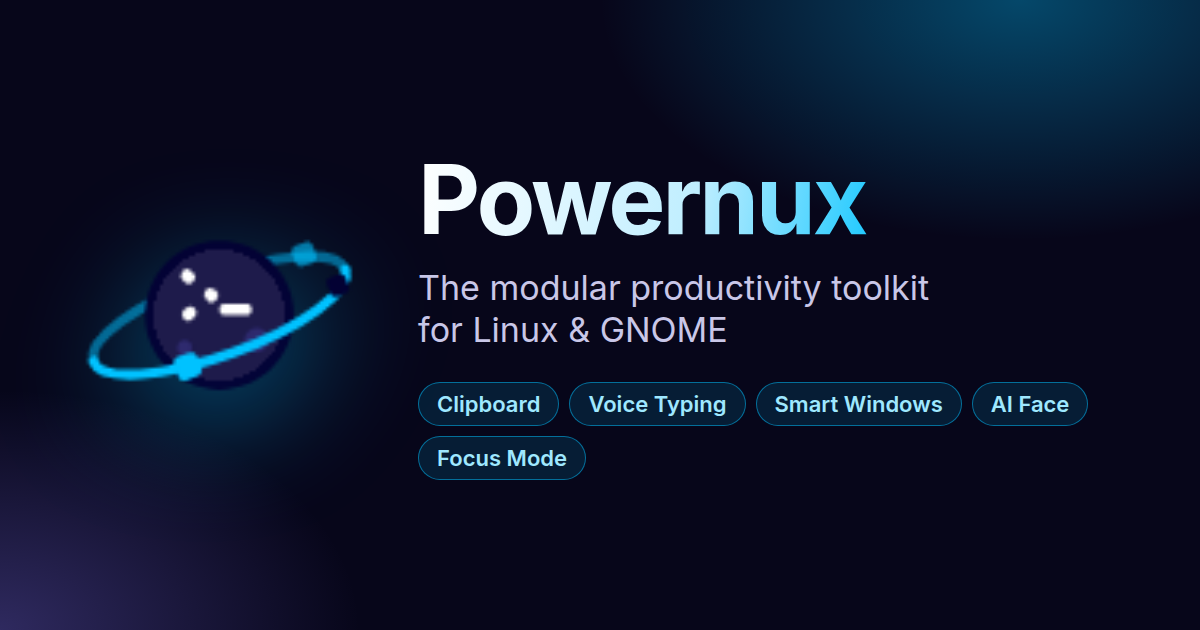 Powernux
The modular productivity toolkit
for Linux & GNOME
Clipboard Voice Typing Smart Windows AI Face
Focus Mode